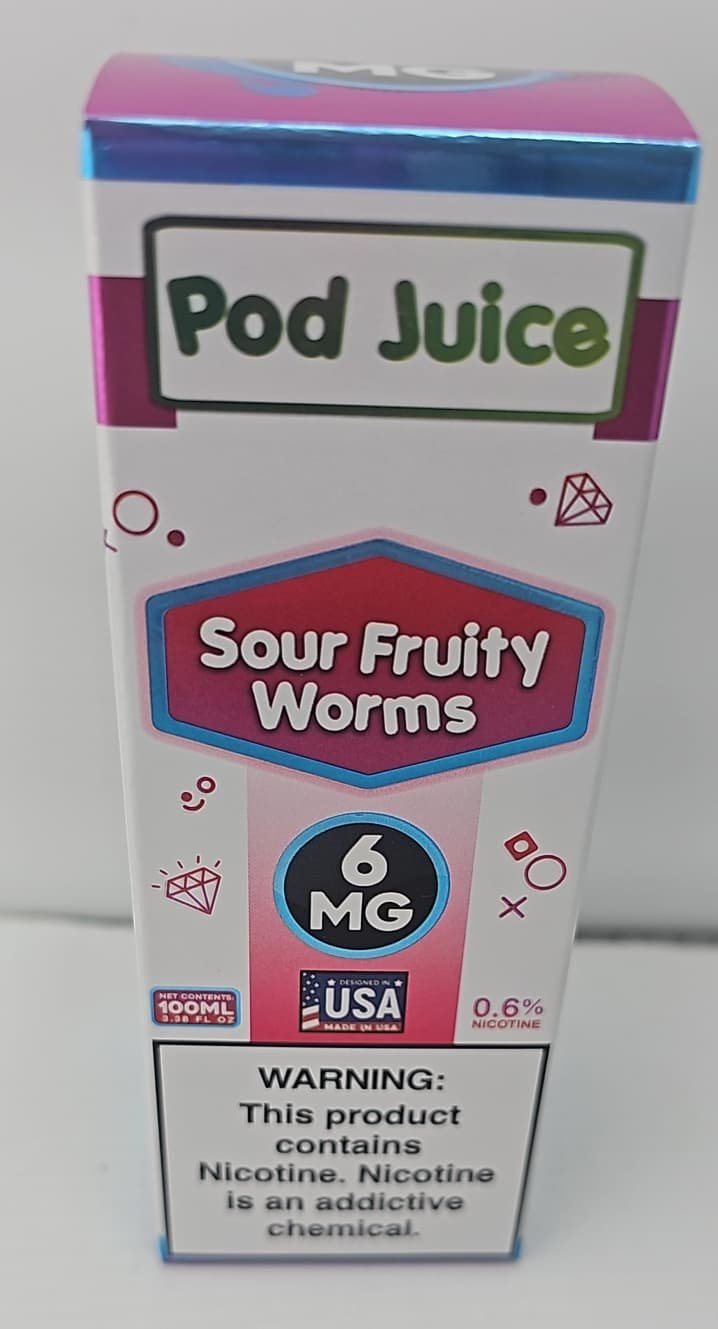 MG
Pod Juice
Sour Fruity
Worms
6
MG
NET CONTENTS:
100ML
3.38 FL OZ
DESIGNED IN
USA
MADE IN USA
0.6%
NICOTINE
WARNING:
This product
contains
Nicotine. Nicotine
is an addictive
chemical.